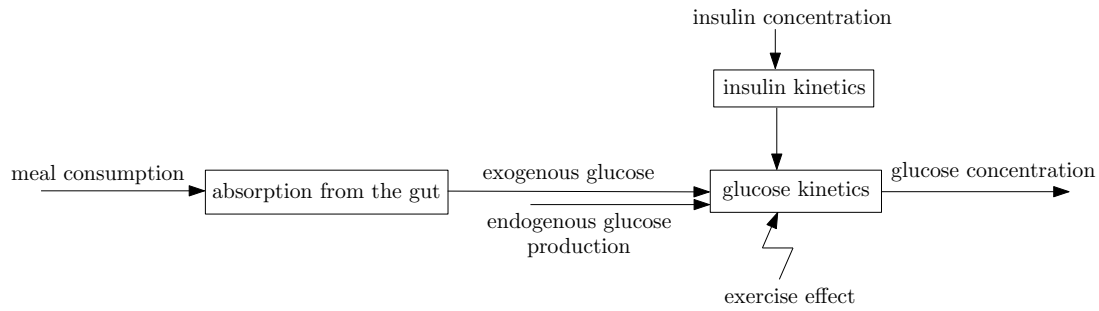 insulin concentration
insulin kinetics
meal consumption
absorption from the gut
exogenous glucose
endogenous glucose
production
glucose kinetics
glucose concentration
exercise effect